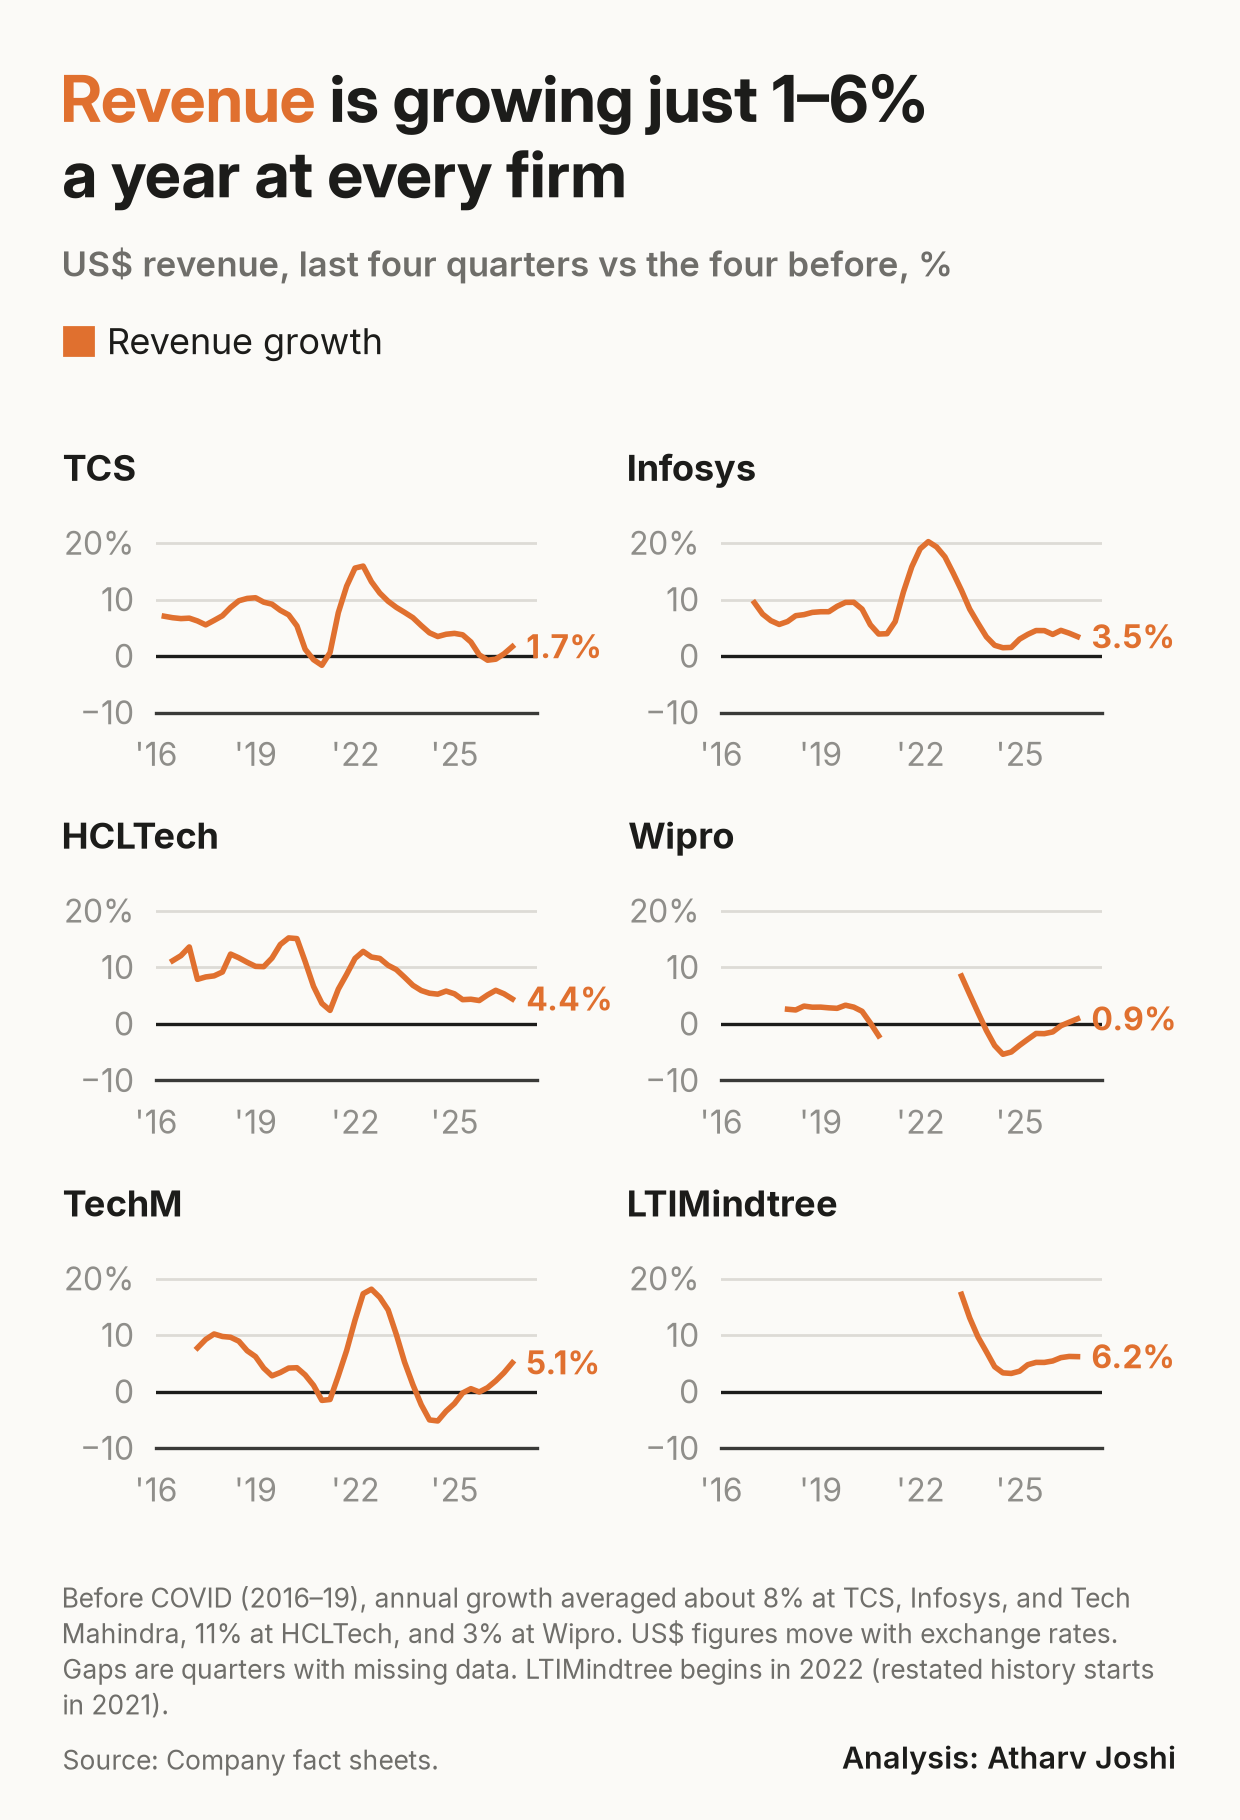 Revenue is growing just 1–6%
a year at every firm
US$ revenue, last four quarters vs the four before, %
Revenue growth
TCS
20%
10
0
−10
'16 '19 '22 '25
1.7%
Infosys
20%
10
0
−10
'16 '19 '22 '25
3.5%
HCLTech
20%
10
0
−10
'16 '19 '22 '25
4.4%
Wipro
20%
10
0
−10
'16 '19 '22 '25
0.9%
TechM
20%
10
0
−10
'16 '19 '22 '25
5.1%
LTIMindtree
20%
10
0
−10
'16 '19 '22 '25
6.2%
Before COVID (2016–19), annual growth averaged about 8% at TCS, Infosys, and Tech
Mahindra, 11% at HCLTech, and 3% at Wipro. US$ figures move with exchange rates.
Gaps are quarters with missing data. LTIMindtree begins in 2022 (restated history starts
in 2021).
Source: Company fact sheets.
Analysis: Atharv Joshi